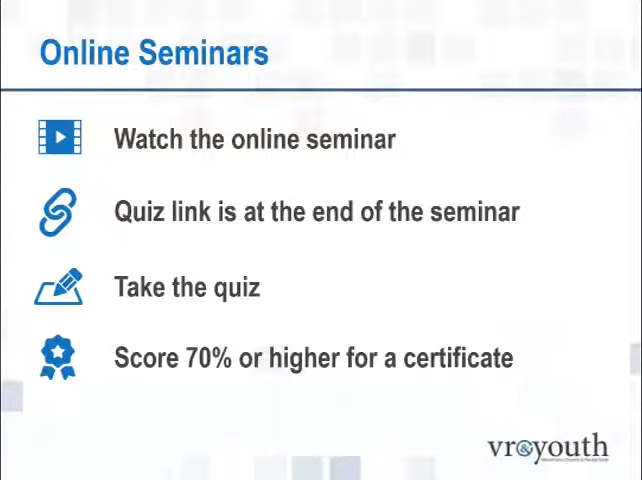 Online Seminars
Watch the online seminar
Quiz link is at the end of the seminar
Take the quiz
Score 70% or higher for a certificate
vr&youth